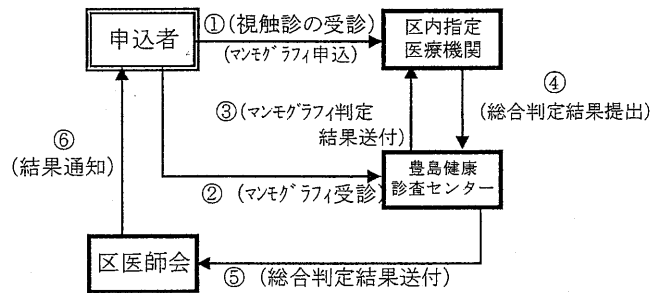 ①(視触診の受診)
(マンモグラフィ申込)
申込者
区内指定
医療機関
④
(総合判定結果提出)
③(マンモグラフィ判定
結果送付)
⑥
(結果通知)
豊島健康
診査センター
② (マンモグラフィ受診)
区医師会
⑤ (総合判定結果送付)